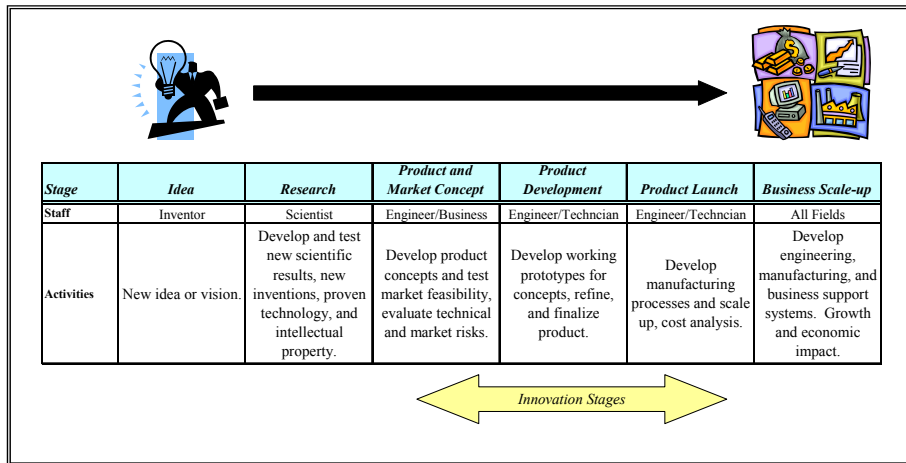 Stage
Idea
Research
Product and
Market Concept
Product
Development
Product Launch
Business Scale-up
Staff
Inventor
Scientist
Engineer/Business
Engineer/Techncian
Engineer/Techncian
All Fields
Activities
New idea or vision.
Develop and test
new scientific
results, new
inventions, proven
technology, and
intellectual
property.
Develop product
concepts and test
market feasibility,
evaluate technical
and market risks.
Develop working
prototypes for
concepts, refine,
and finalize
product.
Develop
manufacturing
processes and scale
up, cost analysis.
Develop
engineering,
manufacturing, and
business support
systems.  Growth
and economic
impact.
Innovation Stages
$